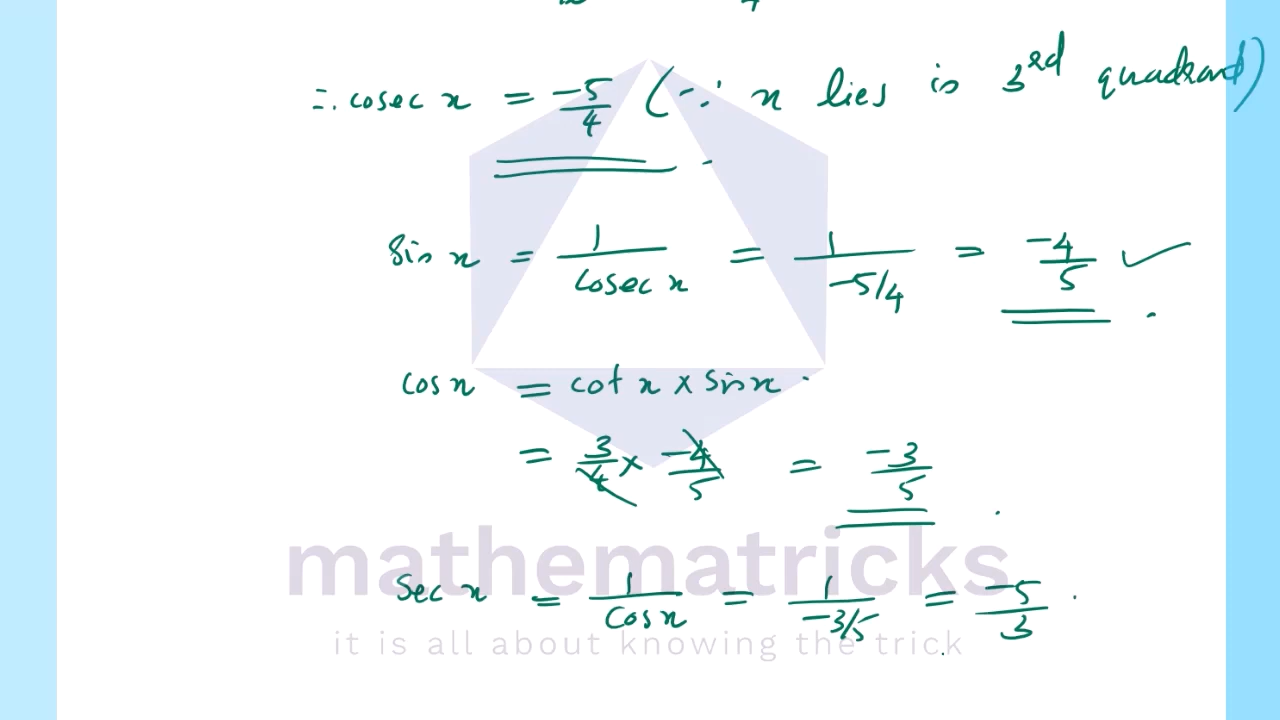 ∴ cosec x = -5/4 (∵ x lies is 3rd quadrant)
Sin x = 1/cosec x = 1/-5/4 = -4/5 ✓
cos x = cot x × sin x
= 3/4 × -4/5 = -3/5
mathematricks
Sec x = 1/cos x = 1/-3/5 = -5/3
it is all about knowing the trick